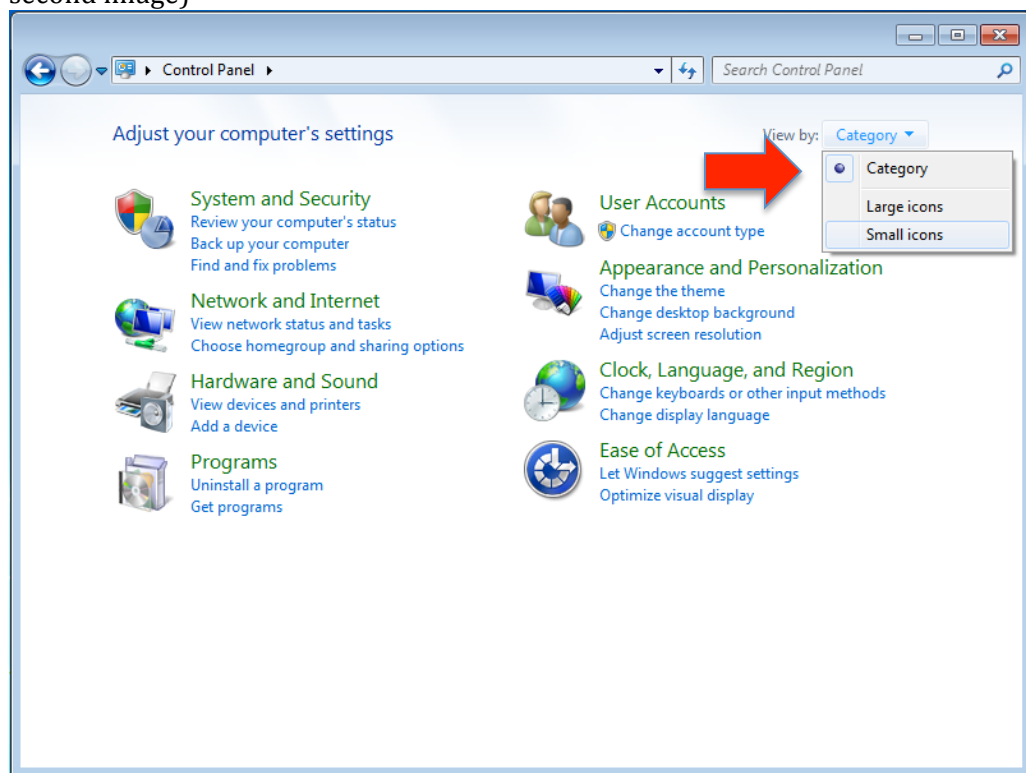 second image)
Control Panel
Search Control Panel
Adjust your computer's settings
View by: Category
Category
Large icons
Small icons
System and Security
Review your computer's status
Back up your computer
Find and fix problems
Network and Internet
View network status and tasks
Choose homegroup and sharing options
Hardware and Sound
View devices and printers
Add a device
Programs
Uninstall a program
Get programs
User Accounts
Change account type
Appearance and Personalization
Change the theme
Change desktop background
Adjust screen resolution
Clock, Language, and Region
Change keyboards or other input methods
Change display language
Ease of Access
Let Windows suggest settings
Optimize visual display